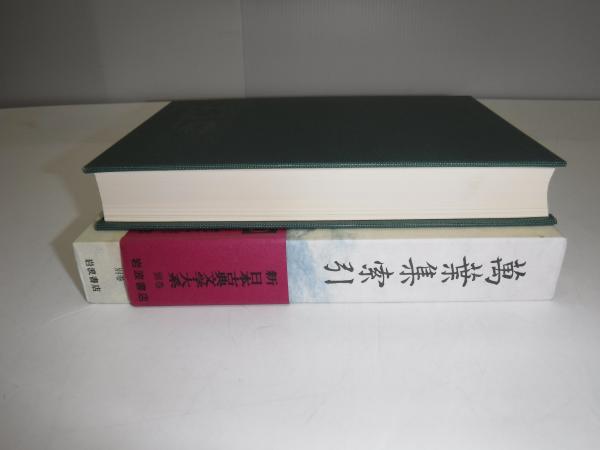 萬葉集索引
新日本古典文学大系 別巻
岩波書店
別巻
岩波書店